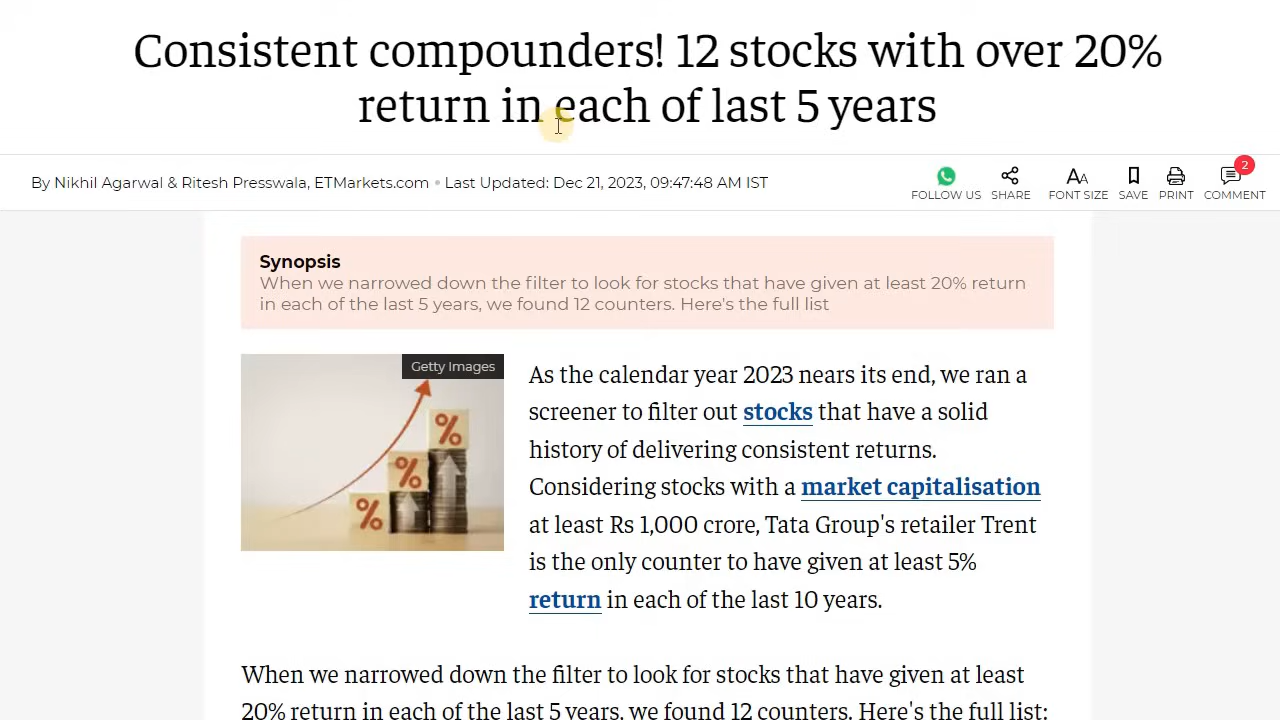 Consistent compounders! 12 stocks with over 20%
return in each of last 5 years
By Nikhil Agarwal & Ritesh Presswala, ETMarkets.com • Last Updated: Dec 21, 2023, 09:47:48 AM IST
2
FOLLOW US SHARE FONT SIZE SAVE PRINT COMMENT
Synopsis
When we narrowed down the filter to look for stocks that have given at least 20% return
in each of the last 5 years, we found 12 counters. Here's the full list
Getty Images
% % %
As the calendar year 2023 nears its end, we ran a
screener to filter out stocks that have a solid
history of delivering consistent returns.
Considering stocks with a market capitalisation
at least Rs 1,000 crore, Tata Group's retailer Trent
is the only counter to have given at least 5%
return in each of the last 10 years.
When we narrowed down the filter to look for stocks that have given at least
20% return in each of the last 5 years, we found 12 counters. Here's the full list: